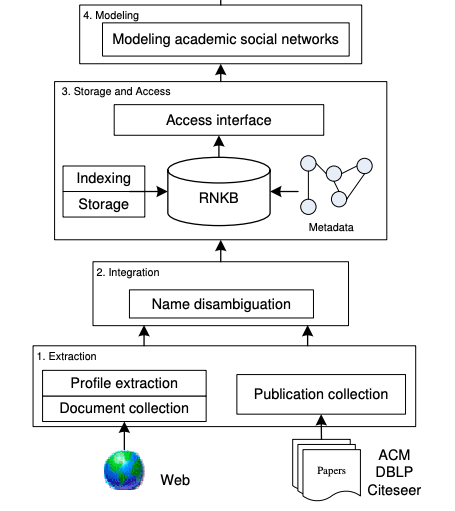 4. Modeling
Modeling academic social networks
3. Storage and Access
Access interface
Indexing
Storage
RNKB
Metadata
2. Integration
Name disambiguation
1. Extraction
Profile extraction
Document collection
Publication collection
Web
Papers
ACM
DBLP
Citeseer